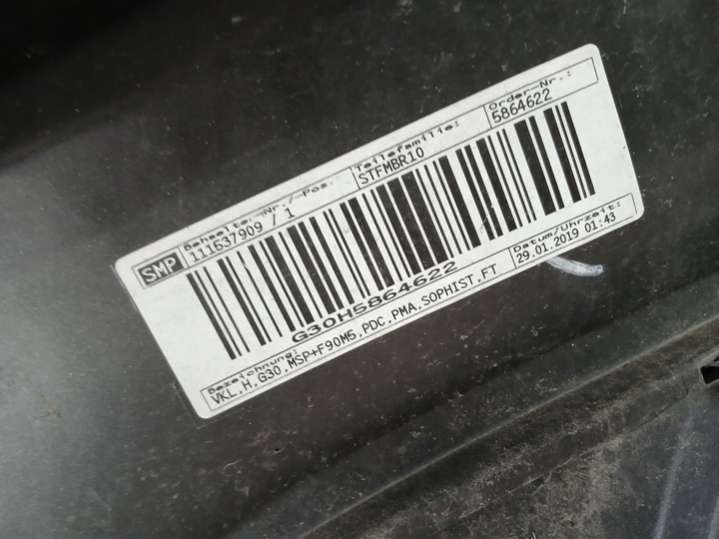 SMP
Behaelter-Nr./-Pos:
111637909 / 1
Teilefamilie:
STFMBR10
Order-Nr.:
5864622
G30H5864622
Bezeichnung:
VKL.H.G30.MSP+F90M5.PDC.PMA.SOPHIST.FT
Datum/Uhrzeit:
29.01.2019 01:43